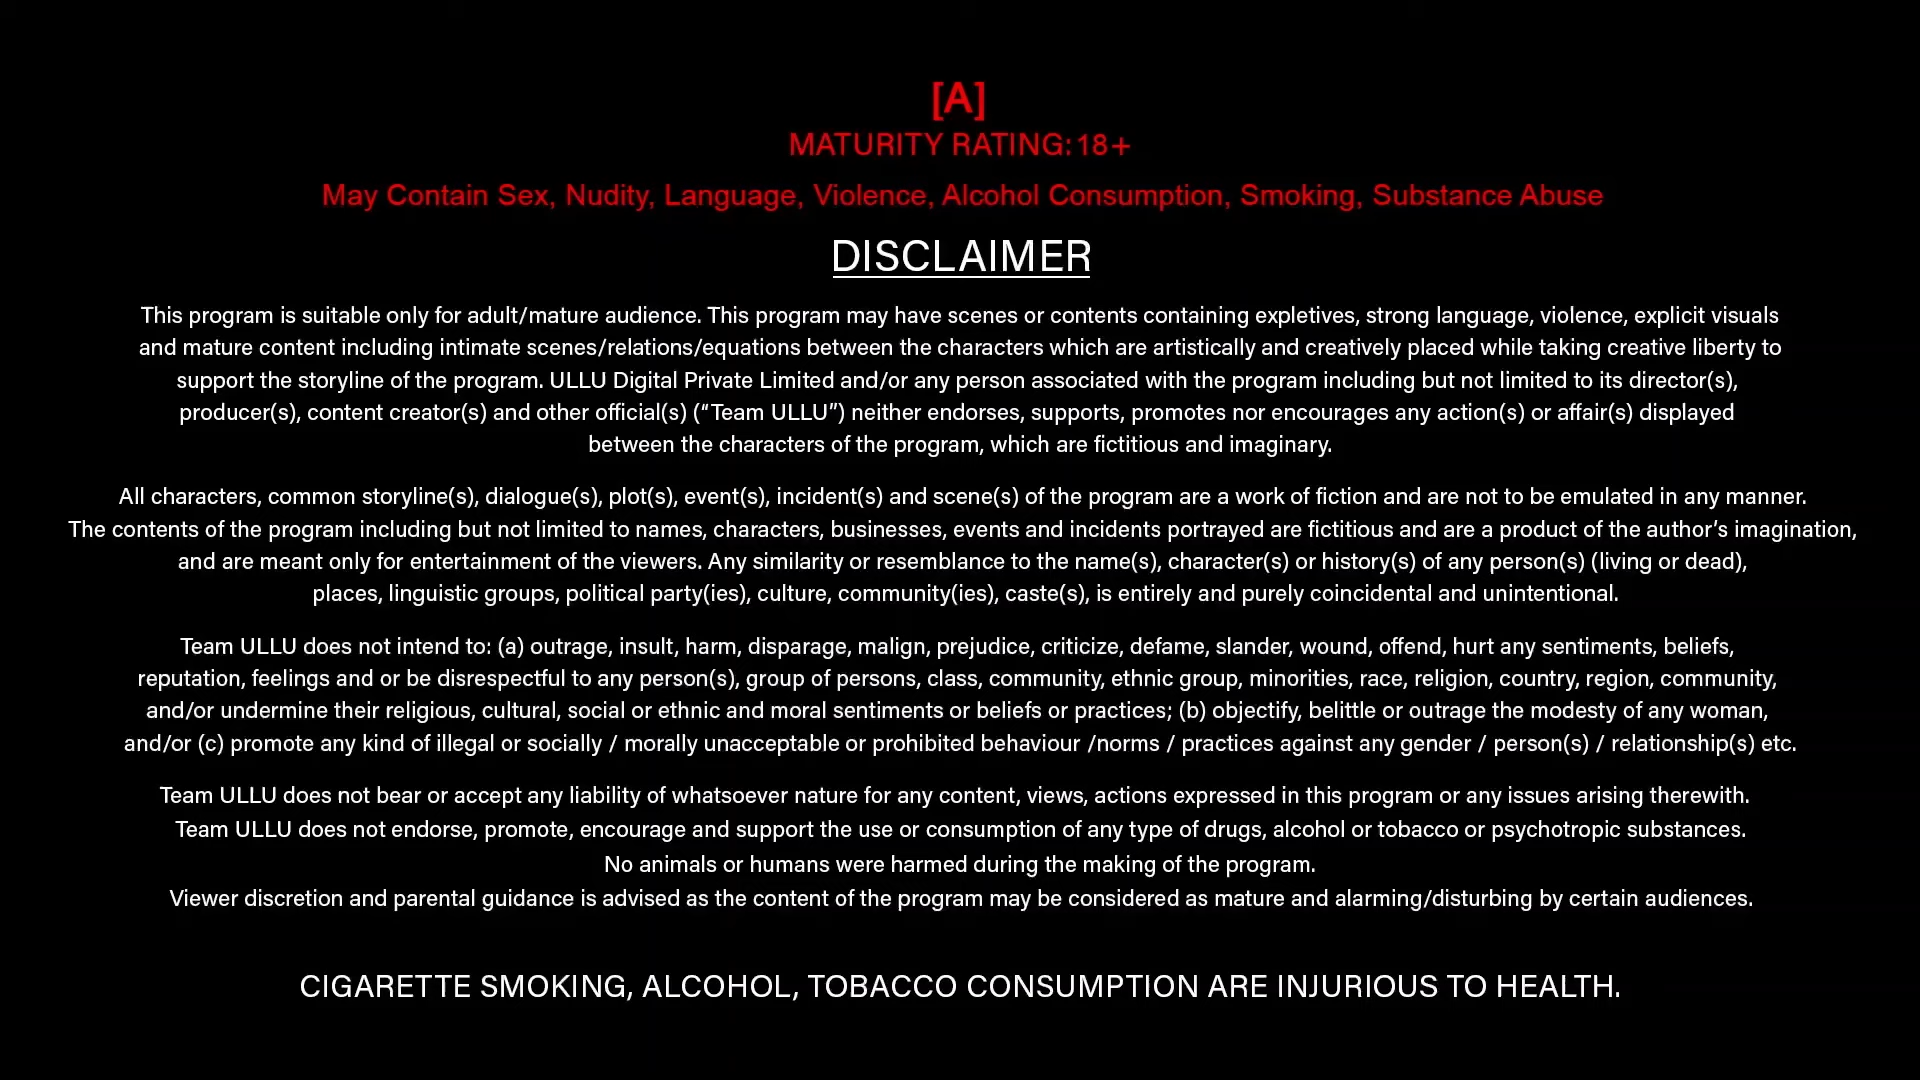 [A]
MATURITY RATING:18+
May Contain Sex, Nudity, Language, Violence, Alcohol Consumption, Smoking, Substance Abuse
DISCLAIMER
This program is suitable only for adult/mature audience. This program may have scenes or contents containing expletives, strong language, violence, explicit visuals
and mature content including intimate scenes/relations/equations between the characters which are artistically and creatively placed while taking creative liberty to
support the storyline of the program. ULLU Digital Private Limited and/or any person associated with the program including but not limited to its director(s),
producer(s), content creator(s) and other official(s) (“Team ULLU”) neither endorses, supports, promotes nor encourages any action(s) or affair(s) displayed
between the characters of the program, which are fictitious and imaginary.
All characters, common storyline(s), dialogue(s), plot(s), event(s), incident(s) and scene(s) of the program are a work of fiction and are not to be emulated in any manner.
The contents of the program including but not limited to names, characters, businesses, events and incidents portrayed are fictitious and are a product of the author’s imagination,
and are meant only for entertainment of the viewers. Any similarity or resemblance to the name(s), character(s) or history(s) of any person(s) (living or dead),
places, linguistic groups, political party(ies), culture, community(ies), caste(s), is entirely and purely coincidental and unintentional.
Team ULLU does not intend to: (a) outrage, insult, harm, disparage, malign, prejudice, criticize, defame, slander, wound, offend, hurt any sentiments, beliefs,
reputation, feelings and or be disrespectful to any person(s), group of persons, class, community, ethnic group, minorities, race, religion, country, region, community,
and/or undermine their religious, cultural, social or ethnic and moral sentiments or beliefs or practices; (b) objectify, belittle or outrage the modesty of any woman,
and/or (c) promote any kind of illegal or socially / morally unacceptable or prohibited behaviour /norms / practices against any gender / person(s) / relationship(s) etc.
Team ULLU does not bear or accept any liability of whatsoever nature for any content, views, actions expressed in this program or any issues arising therewith.
Team ULLU does not endorse, promote, encourage and support the use or consumption of any type of drugs, alcohol or tobacco or psychotropic substances.
No animals or humans were harmed during the making of the program.
Viewer discretion and parental guidance is advised as the content of the program may be considered as mature and alarming/disturbing by certain audiences.
CIGARETTE SMOKING, ALCOHOL, TOBACCO CONSUMPTION ARE INJURIOUS TO HEALTH.